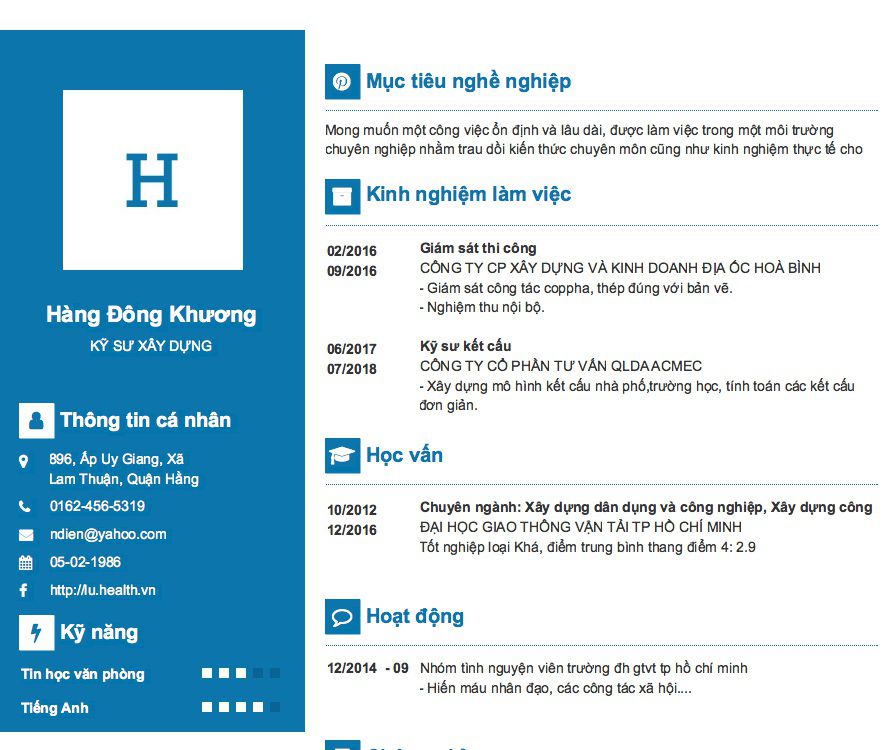 H
Hàng Đông Khương
KỸ SƯ XÂY DỰNG
Thông tin cá nhân
896, Ấp Uy Giang, Xã
Lam Thuận, Quận Hằng
0162-456-5319
ndien@yahoo.com
05-02-1986
http://lu.health.vn
Kỹ năng
Tin học văn phòng
Tiếng Anh
Mục tiêu nghề nghiệp
Mong muốn một công việc ổn định và lâu dài, được làm việc trong một môi trường
chuyên nghiệp nhằm trau dồi kiến thức chuyên môn cũng như kinh nghiệm thực tế cho
Kinh nghiệm làm việc
02/2016 Giám sát thi công
09/2016 CÔNG TY CP XÂY DỰNG VÀ KINH DOANH ĐỊA ỐC HOÀ BÌNH
- Giám sát công tác coppha, thép đúng với bản vẽ.
- Nghiệm thu nội bộ.
06/2017 Kỹ sư kết cấu
07/2018 CÔNG TY CỔ PHẦN TƯ VẤN QLDA ACMEC
- Xây dựng mô hình kết cấu nhà phố,trường học, tính toán các kết cấu
đơn giản.
Học vấn
10/2012 Chuyên ngành: Xây dựng dân dụng và công nghiệp, Xây dựng công
12/2016 ĐẠI HỌC GIAO THÔNG VẬN TẢI TP HỒ CHÍ MINH
Tốt nghiệp loại Khá, điểm trung bình thang điểm 4: 2.9
Hoạt động
12/2014 - 09 Nhóm tình nguyện viên trường đh gtvt tp hồ chí minh
- Hiến máu nhân đạo, các công tác xã hội....